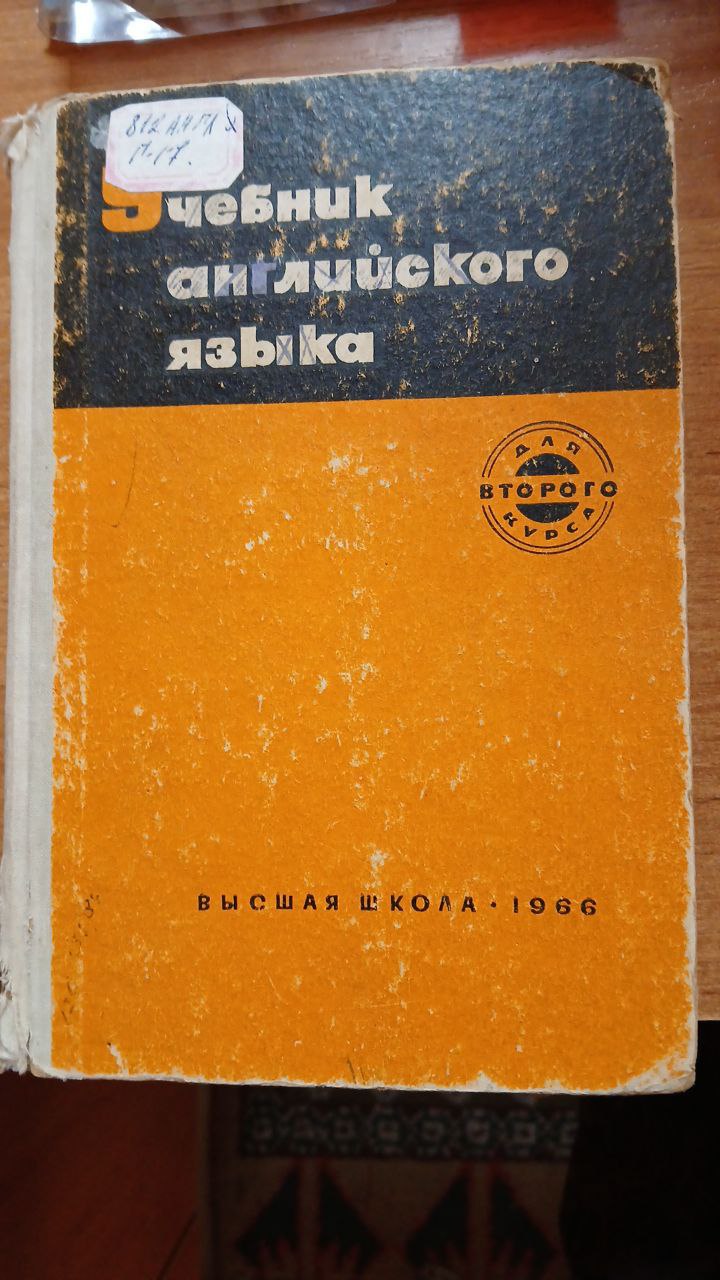 Учебник
английского
языка
ДЛЯ
ВТОРОГО
КУРСА
ВЫСШАЯ ШКОЛА · 1966